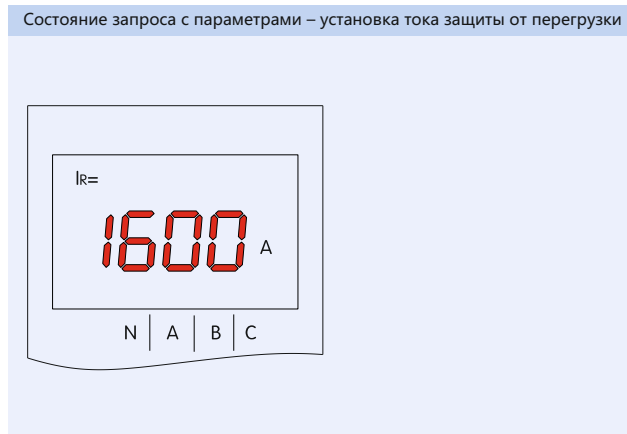 Состояние запроса с параметрами – установка тока защиты от перегрузки
IR=
1600 A
N A B C